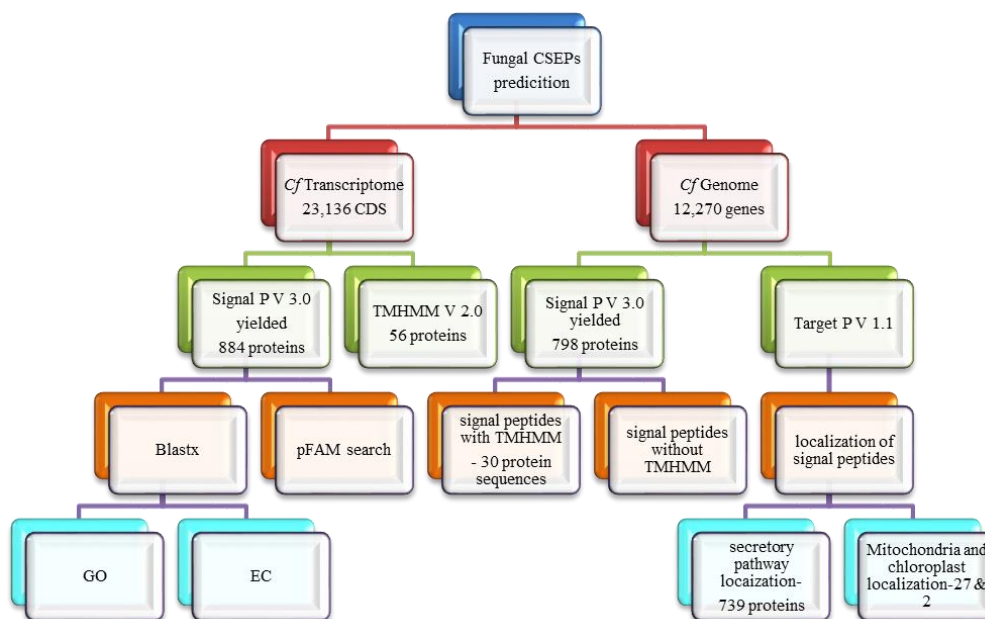 Fungal CSEPs
predicition
Cf Transcriptome
23,136 CDS
Cf Genome
12,270 genes
Signal P V 3.0
yielded
884 proteins
TMHMM V 2.0
56 proteins
Signal P V 3.0
yielded
798 proteins
Target P V 1.1
Blastx
pFAM search
signal peptides
with TMHMM
- 30 protein
sequences
signal peptides
without
TMHMM
localization of
signal peptides
GO
EC
secretory
pathway
locaization-
739 proteins
Mitochondria and
chloroplast
localization-27 &
2